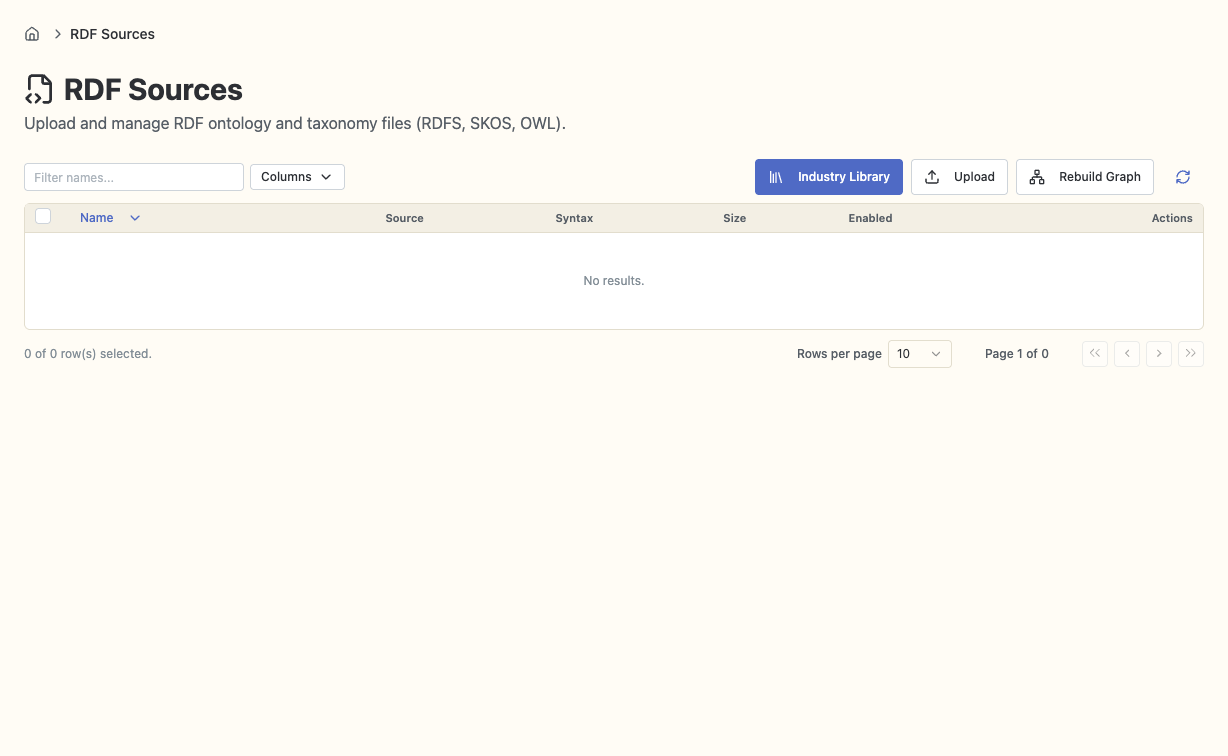 RDF Sources
RDF Sources
Upload and manage RDF ontology and taxonomy files (RDFS, SKOS, OWL).
Filter names...
Columns
Industry Library
Upload
Rebuild Graph
Name
Source
Syntax
Size
Enabled
Actions
No results.
0 of 0 row(s) selected.
Rows per page
10
Page 1 of 0